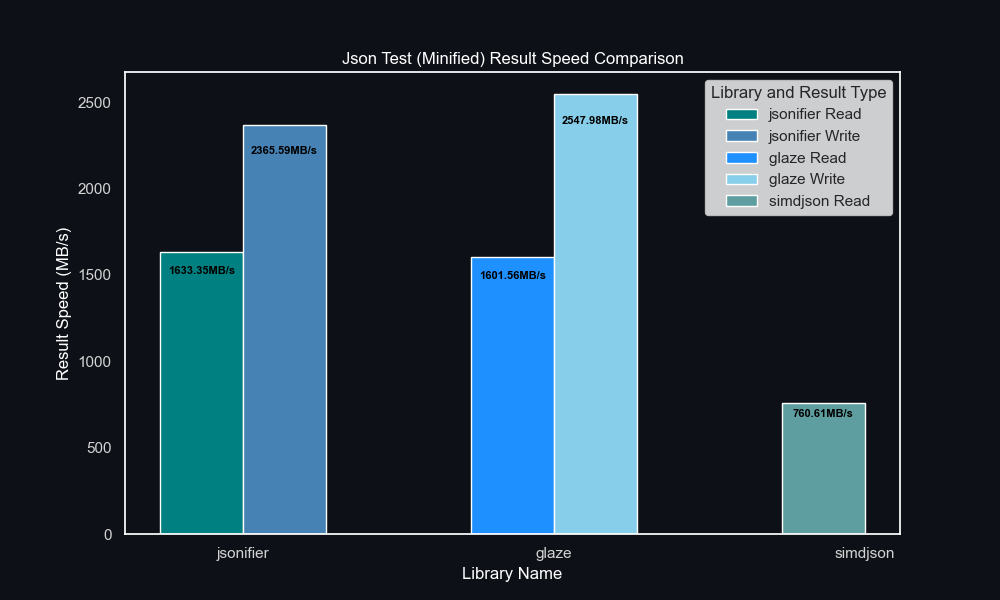 Json Test (Minified) Result Speed Comparison
Library and Result Type
jsonifier Read
jsonifier Write
glaze Read
glaze Write
simdjson Read
Result Speed (MB/s)
2500
2000
1500
1000
500
0
1633.35MB/s
2365.59MB/s
1601.56MB/s
2547.98MB/s
760.61MB/s
jsonifier
glaze
simdjson
Library Name